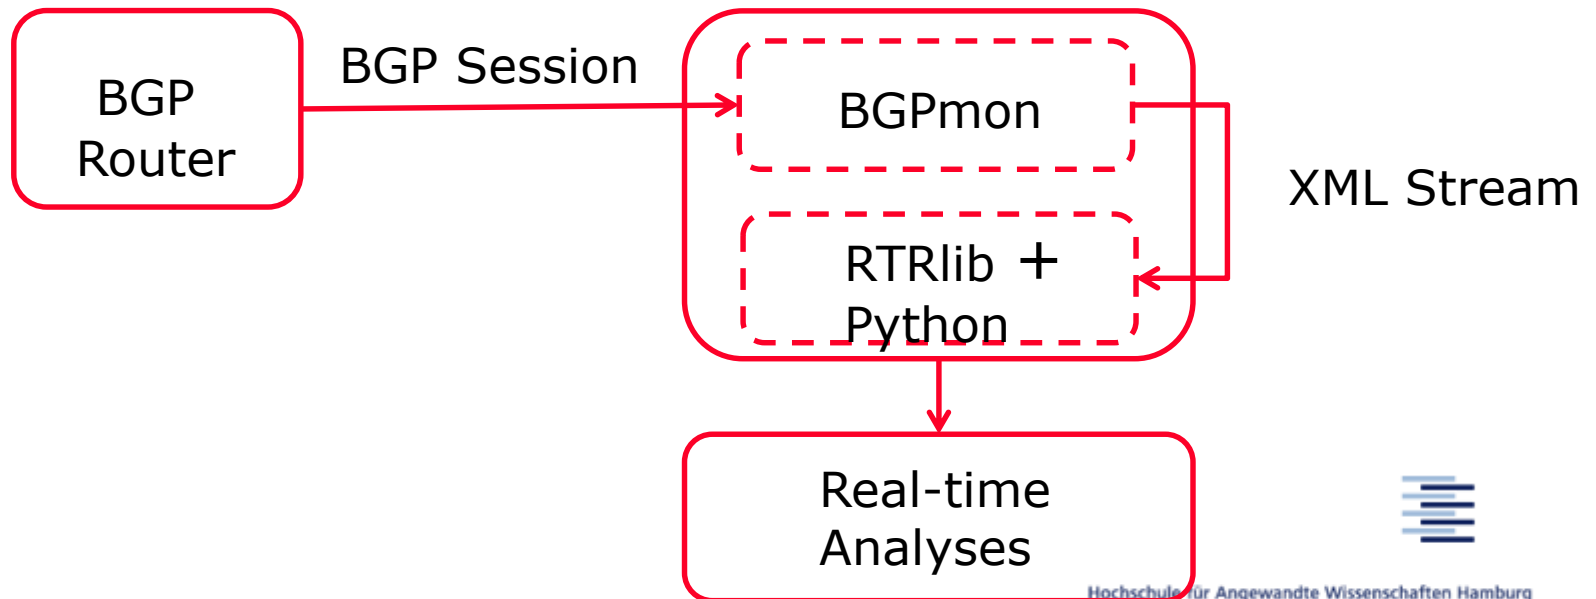 BGP
Router
BGP Session
BGPmon
XML Stream
RTRlib +
Python
Real-time
Analyses
Hochschule für Angewandte Wissenschaften Hamburg